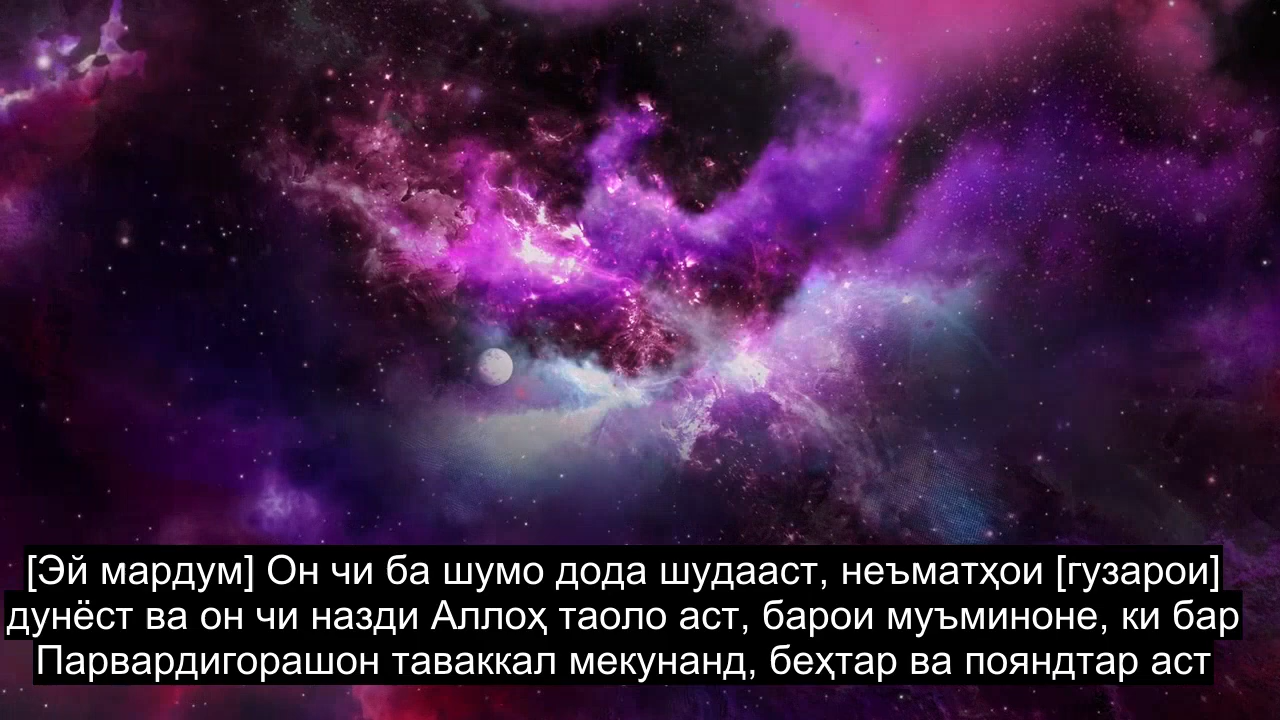 [Эй мардум] Он чи ба шумо дода шудааст, неъматҳои [гузарои]
дунёст ва он чи назди Аллоҳ таоло аст, барои муъминоне, ки бар
Парвардигорашон таваккал мекунанд, беҳтар ва пояндтар аст